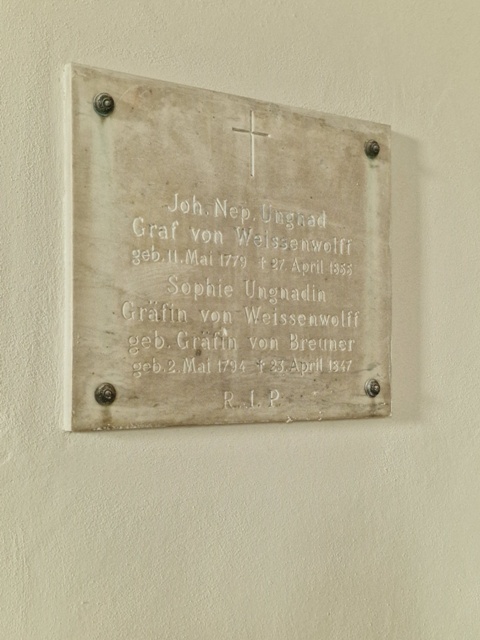 Joh. Nep. Ungnad
Graf von Weissenwolff
geb. 11. Mai 1779 † 27 April 1855
Sophie Ungnadin
Gräfin von Weissenwolff
geb. Gräfin von Breuner
geb. 2. Mai 1794 † 23. April 1847
R. I. P